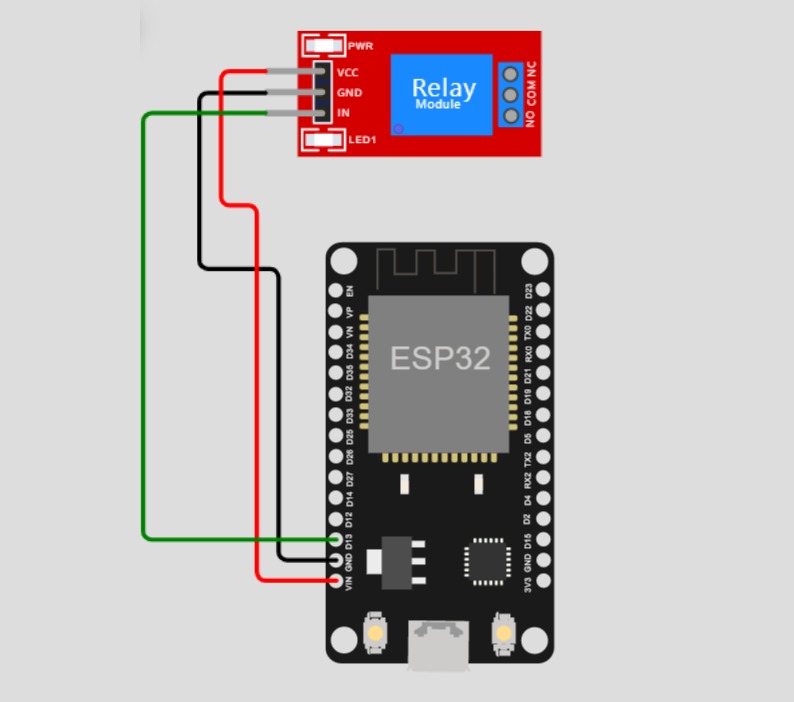 PWR
VCC
GND
IN
LED1
Relay
Module
NO COM NC
ESP32
EN
VP
VN
D34
D35
D32
D33
D25
D26
D27
D14
D12
D13
GND
VIN
D23
D22
TX0
RX0
D21
D19
D18
D5
TX2
RX2
D4
D2
D15
GND
3V3